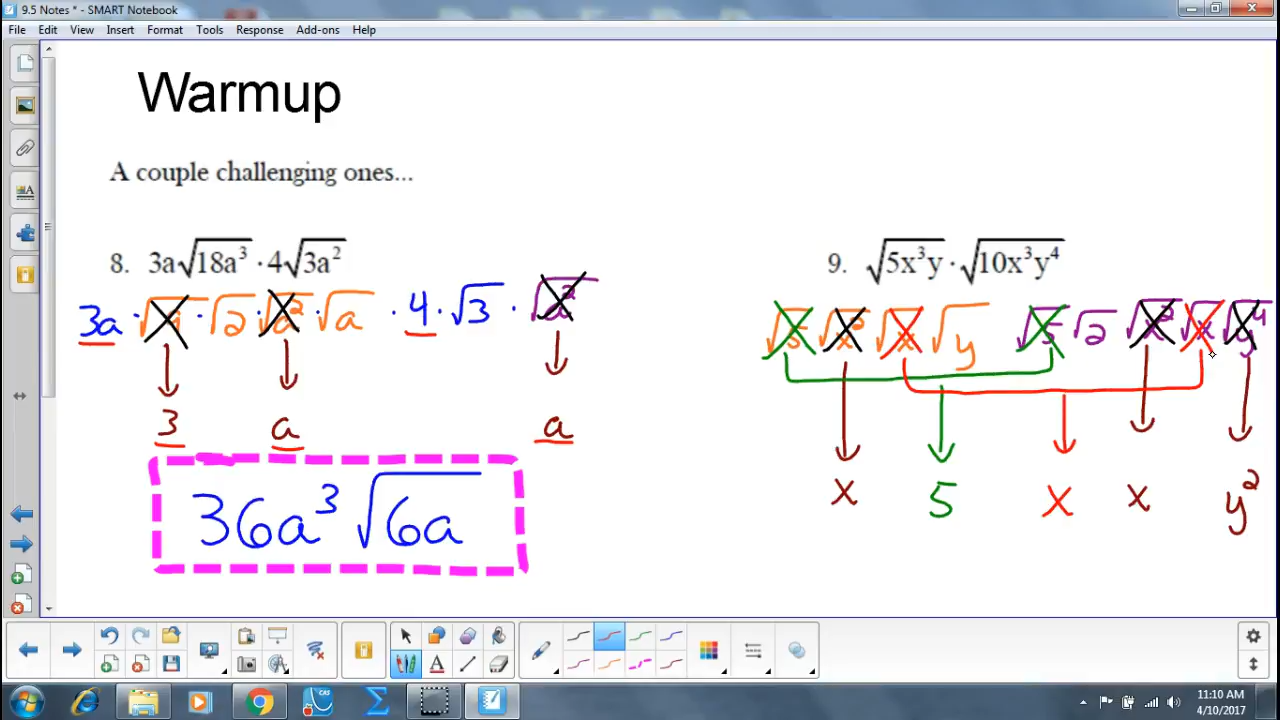 9.5 Notes * - SMART Notebook
File Edit View Insert Format Tools Response Add-ons Help
Warmup
A couple challenging ones...
8. 3a√18a³ · 4√3a²
3a · √9 · √2 · √a² · √a · 4 · √3 · √a²
3 a a
36a³ √6a
9. √5x³y · √10x³y⁴
√5 √x² √x √y √5 √2 √x² √x √y⁴
x 5 x x y²
11:10 AM
4/10/2017